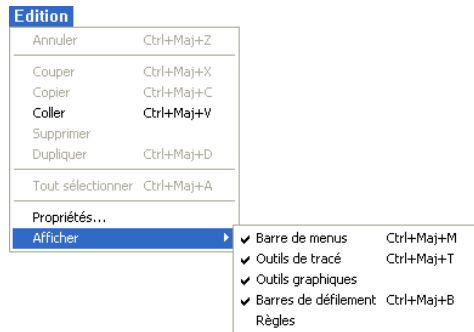 Edition
Annuler Ctrl+Maj+Z
Couper Ctrl+Maj+X
Copier Ctrl+Maj+C
Coller Ctrl+Maj+V
Supprimer
Dupliquer Ctrl+Maj+D
Tout sélectionner Ctrl+Maj+A
Propriétés...
Afficher
Barre de menus Ctrl+Maj+M
Outils de tracé Ctrl+Maj+T
Outils graphiques
Barres de défilement Ctrl+Maj+B
Règles